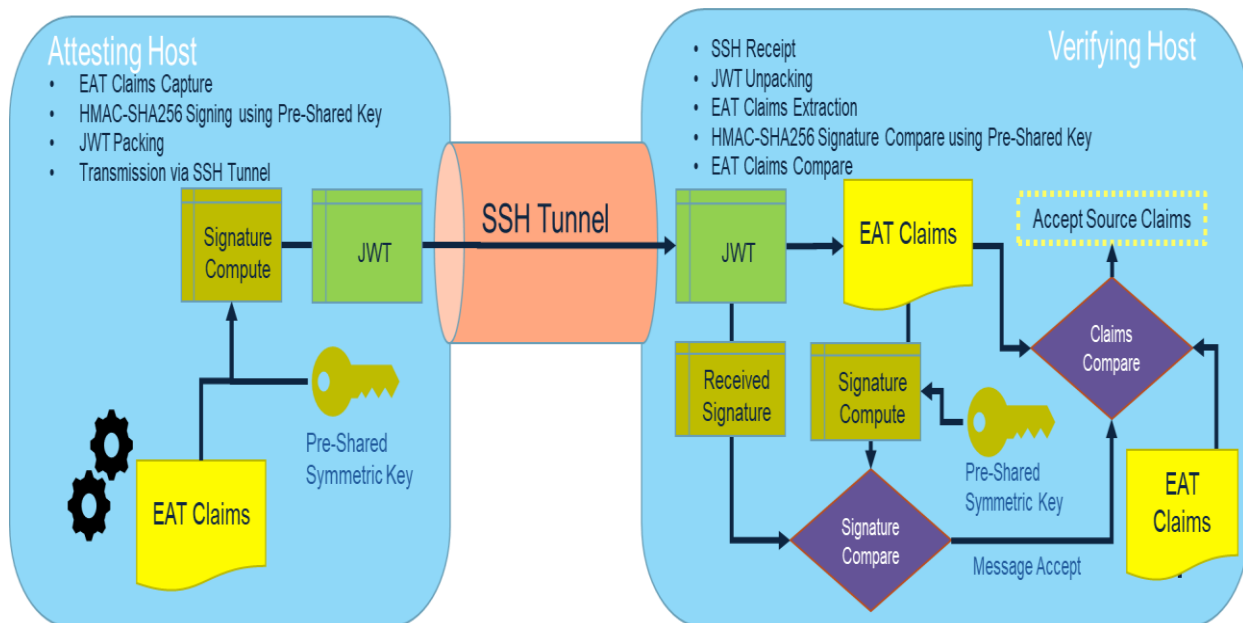 Attesting Host
• EAT Claims Capture
• HMAC-SHA256 Signing using Pre-Shared Key
• JWT Packing
• Transmission via SSH Tunnel
Signature
Compute
JWT
Pre-Shared
Symmetric Key
EAT Claims
SSH Tunnel
Verifying Host
• SSH Receipt
• JWT Unpacking
• EAT Claims Extraction
• HMAC-SHA256 Signature Compare using Pre-Shared Key
• EAT Claims Compare
JWT
EAT Claims
Accept Source Claims
Received
Signature
Signature
Compute
Pre-Shared
Symmetric Key
Claims
Compare
Signature
Compare
Message Accept
EAT
Claims